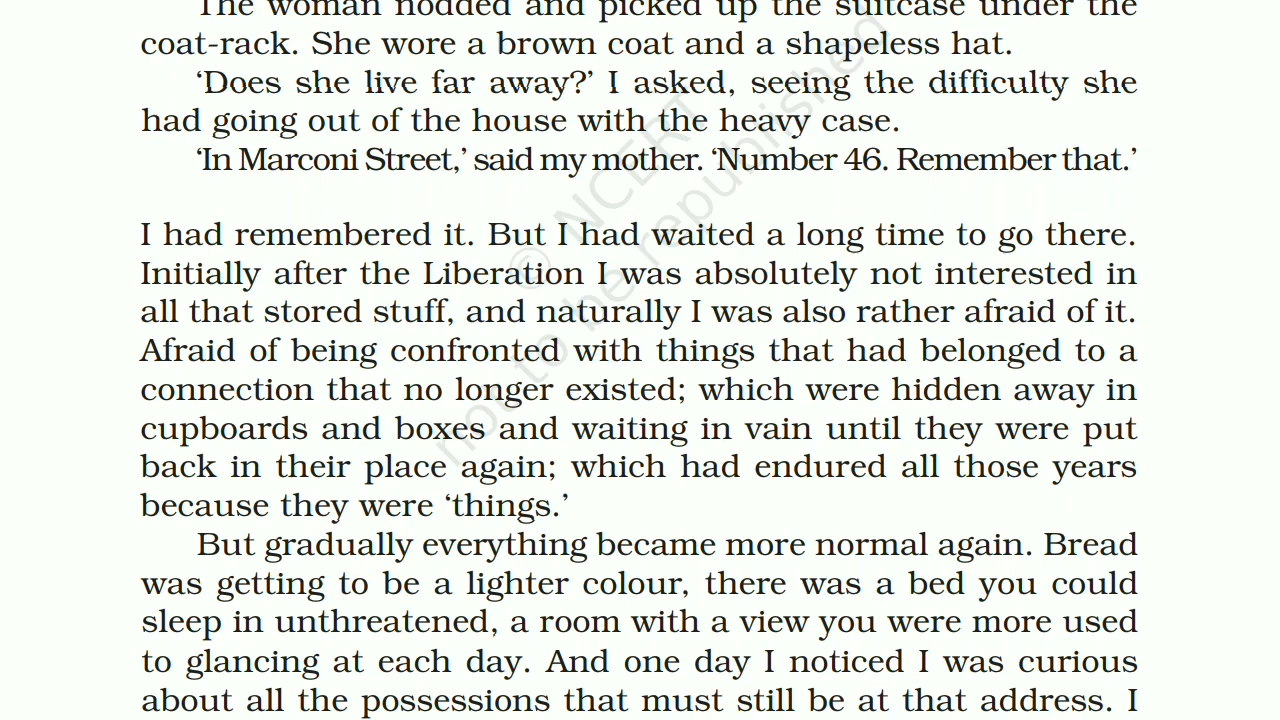 The woman nodded and picked up the suitcase under the
coat-rack. She wore a brown coat and a shapeless hat.
‘Does she live far away?’ I asked, seeing the difficulty she
had going out of the house with the heavy case.
‘In Marconi Street,’ said my mother. ‘Number 46. Remember that.’
I had remembered it. But I had waited a long time to go there.
Initially after the Liberation I was absolutely not interested in
all that stored stuff, and naturally I was also rather afraid of it.
Afraid of being confronted with things that had belonged to a
connection that no longer existed; which were hidden away in
cupboards and boxes and waiting in vain until they were put
back in their place again; which had endured all those years
because they were ‘things.’
But gradually everything became more normal again. Bread
was getting to be a lighter colour, there was a bed you could
sleep in unthreatened, a room with a view you were more used
to glancing at each day. And one day I noticed I was curious
about all the possessions that must still be at that address. I
© NCERT
not to be republished